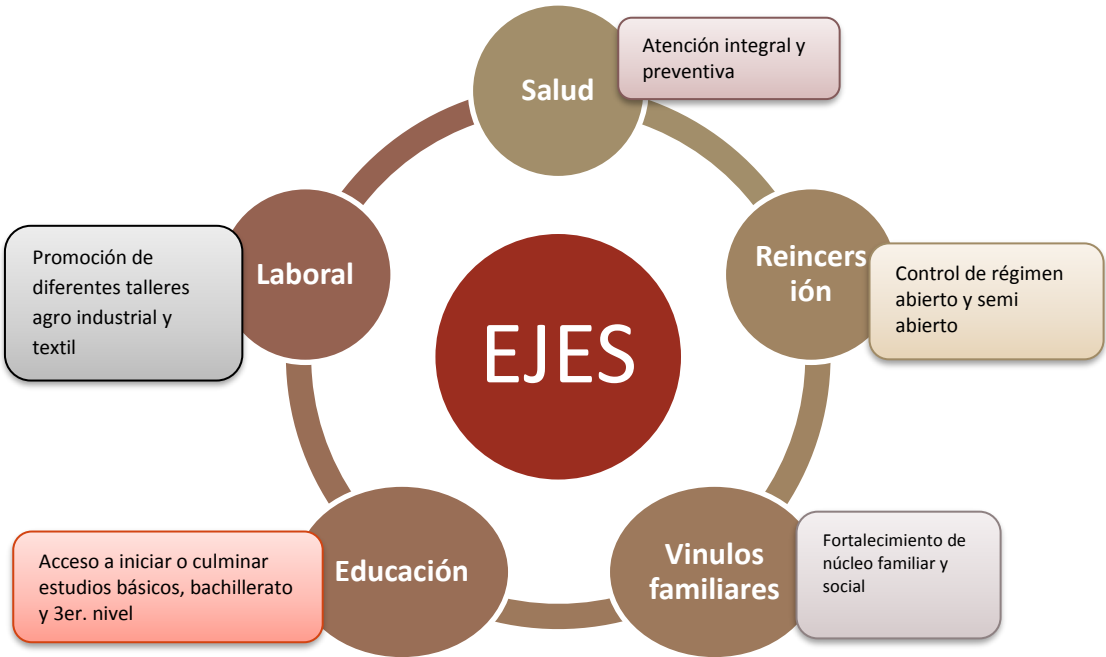 Salud
Atención integral y
preventiva
Reincers
ión
Control de régimen
abierto y semi
abierto
Vinulos
familiares
Fortalecimiento de
núcleo familiar y
social
Educación
Acceso a iniciar o culminar
estudios básicos, bachillerato
y 3er. nivel
Laboral
Promoción de
diferentes talleres
agro industrial y
textil
EJES